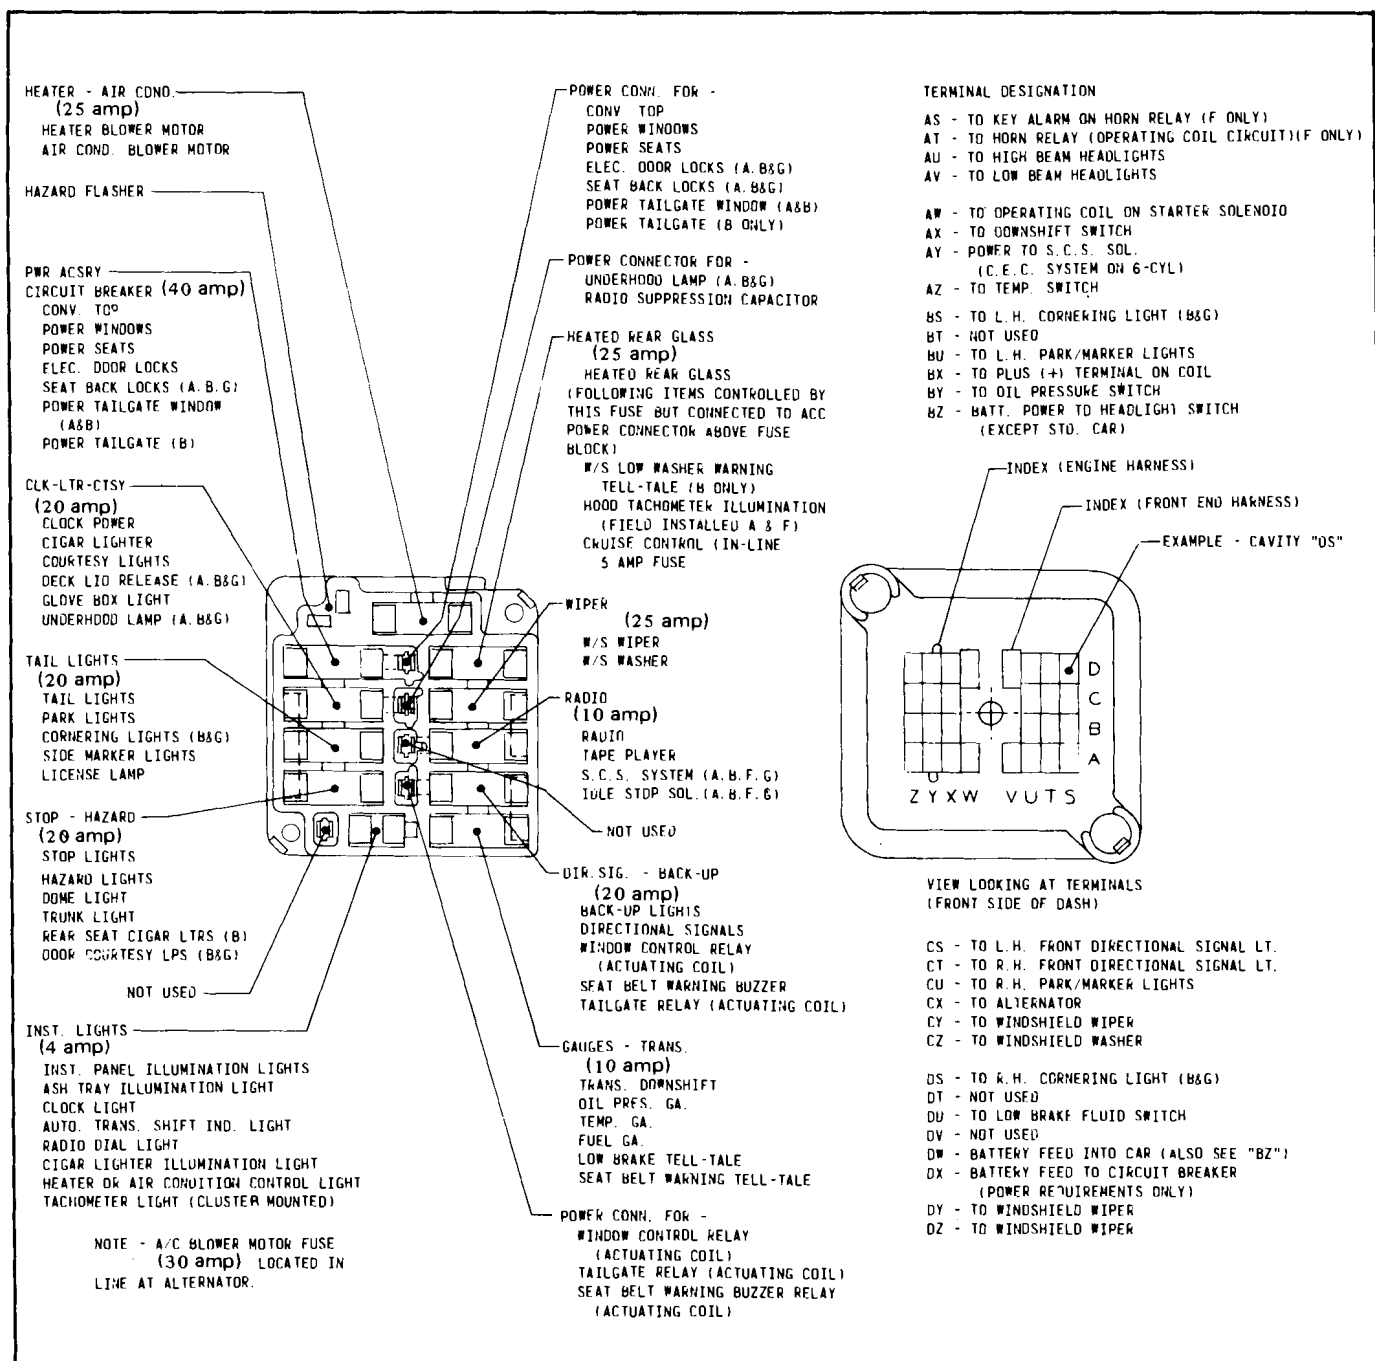 HEATER - AIR COND.
(25 amp)
HEATER BLOWER MOTOR
AIR COND. BLOWER MOTOR
HAZARD FLASHER
PWR ACSRY
CIRCUIT BREAKER (40 amp)
CONV. TOP
POWER WINDOWS
POWER SEATS
ELEC. DOOR LOCKS
SEAT BACK LOCKS (A.B.G)
POWER TAILGATE WINDOW
(A&B)
POWER TAILGATE (B)
CLK-LTR-CTSY
(20 amp)
CLOCK POWER
CIGAR LIGHTER
COURTESY LIGHTS
DECK LID RELEASE (A.B&G)
GLOVE BOX LIGHT
UNDERHOOD LAMP (A.B&G)
TAIL LIGHTS
(20 amp)
TAIL LIGHTS
PARK LIGHTS
CORNERING LIGHTS (B&G)
SIDE MARKER LIGHTS
LICENSE LAMP
STOP - HAZARD
(20 amp)
STOP LIGHTS
HAZARD LIGHTS
DOME LIGHT
TRUNK LIGHT
REAR SEAT CIGAR LTRS (B)
DOOR COURTESY LPS (B&G)
NOT USED
INST. LIGHTS
(4 amp)
INST. PANEL ILLUMINATION LIGHTS
ASH TRAY ILLUMINATION LIGHT
CLOCK LIGHT
AUTO. TRANS. SHIFT IND. LIGHT
RADIO DIAL LIGHT
CIGAR LIGHTER ILLUMINATION LIGHT
HEATER OR AIR CONDITION CONTROL LIGHT
TACHOMETER LIGHT (CLUSTER MOUNTED)
NOTE - A/C BLOWER MOTOR FUSE
(30 amp) LOCATED IN
LINE AT ALTERNATOR.
POWER CONN. FOR -
CONV TOP
POWER WINDOWS
POWER SEATS
ELEC. DOOR LOCKS (A.B&G)
SEAT BACK LOCKS (A.B&G)
POWER TAILGATE WINDOW (A&B)
POWER TAILGATE (B ONLY)
POWER CONNECTOR FOR -
UNDERHOOD LAMP (A.B&G)
RADIO SUPPRESSION CAPACITOR
HEATED REAR GLASS
(25 amp)
HEATED REAR GLASS
(FOLLOWING ITEMS CONTROLLED BY
THIS FUSE BUT CONNECTED TO ACC
POWER CONNECTOR ABOVE FUSE
BLOCK)
W/S LOW WASHER WARNING
TELL-TALE (B ONLY)
HOOD TACHOMETER ILLUMINATION
(FIELD INSTALLED A & F)
CRUISE CONTROL (IN-LINE
5 AMP FUSE
WIPER
(25 amp)
W/S WIPER
W/S WASHER
RADIO
(10 amp)
RADIO
TAPE PLAYER
S.C.S. SYSTEM (A.B.F.G)
IDLE STOP SOL.(A.B.F.G)
NOT USED
DIR.SIG. - BACK-UP
(20 amp)
BACK-UP LIGHTS
DIRECTIONAL SIGNALS
WINDOW CONTROL RELAY
(ACTUATING COIL)
SEAT BELT WARNING BUZZER
TAILGATE RELAY (ACTUATING COIL)
GAUGES - TRANS.
(10 amp)
TRANS. DOWNSHIFT
OIL PRES. GA.
TEMP. GA.
FUEL GA.
LOW BRAKE TELL-TALE
SEAT BELT WARNING TELL-TALE
POWER CONN. FOR -
WINDOW CONTROL RELAY
(ACTUATING COIL)
TAILGATE RELAY (ACTUATING COIL)
SEAT BELT WARNING BUZZER RELAY
(ACTUATING COIL)
TERMINAL DESIGNATION
AS - TO KEY ALARM ON HORN RELAY (F ONLY)
AT - TO HORN RELAY (OPERATING COIL CIRCUIT)(F ONLY)
AU - TO HIGH BEAM HEADLIGHTS
AV - TO LOW BEAM HEADLIGHTS
AW - TO OPERATING COIL ON STARTER SOLENOID
AX - TO DOWNSHIFT SWITCH
AY - POWER TO S.C.S. SOL.
(C.E.C. SYSTEM ON 6-CYL)
AZ - TO TEMP. SWITCH
BS - TO L.H. CORNERING LIGHT (B&G)
BT - NOT USED
BU - TO L.H. PARK/MARKER LIGHTS
BX - TO PLUS (+) TERMINAL ON COIL
BY - TO OIL PRESSURE SWITCH
BZ - BATT. POWER TO HEADLIGHT SWITCH
(EXCEPT STD. CAR)
INDEX (ENGINE HARNESS)
INDEX (FRONT END HARNESS)
EXAMPLE - CAVITY "DS"
D
C
B
A
Z Y X W V U T S
VIEW LOOKING AT TERMINALS
(FRONT SIDE OF DASH)
CS - TO L.H. FRONT DIRECTIONAL SIGNAL LT.
CT - TO R.H. FRONT DIRECTIONAL SIGNAL LT.
CU - TO R.H. PARK/MARKER LIGHTS
CX - TO ALTERNATOR
CY - TO WINDSHIELD WIPER
CZ - TO WINDSHIELD WASHER
DS - TO R.H. CORNERING LIGHT (B&G)
DT - NOT USED
DU - TO LOW BRAKE FLUID SWITCH
DV - NOT USED
DW - BATTERY FEED INTO CAR (ALSO SEE "BZ")
DX - BATTERY FEED TO CIRCUIT BREAKER
(POWER REQUIREMENTS ONLY)
DY - TO WINDSHIELD WIPER
DZ - TO WINDSHIELD WIPER